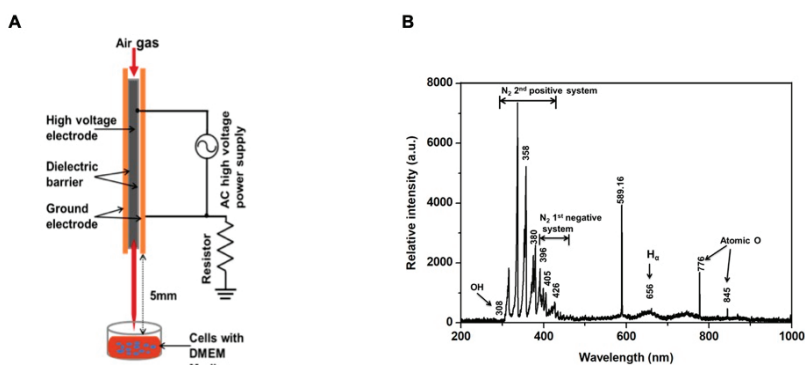 A
Air gas
High voltage
electrode
Dielectric
barrier
Ground
electrode
AC high voltage
power supply
Resistor
5mm
Cells with
DMEM
B
Relative intensity (a.u.)
8000
6000
4000
2000
0
N2 2nd positive system
358
380
N2 1st negative
system
396
405
426
OH
308
589.16
Hα
656
776
Atomic O
845
200
400
600
800
1000
Wavelength (nm)